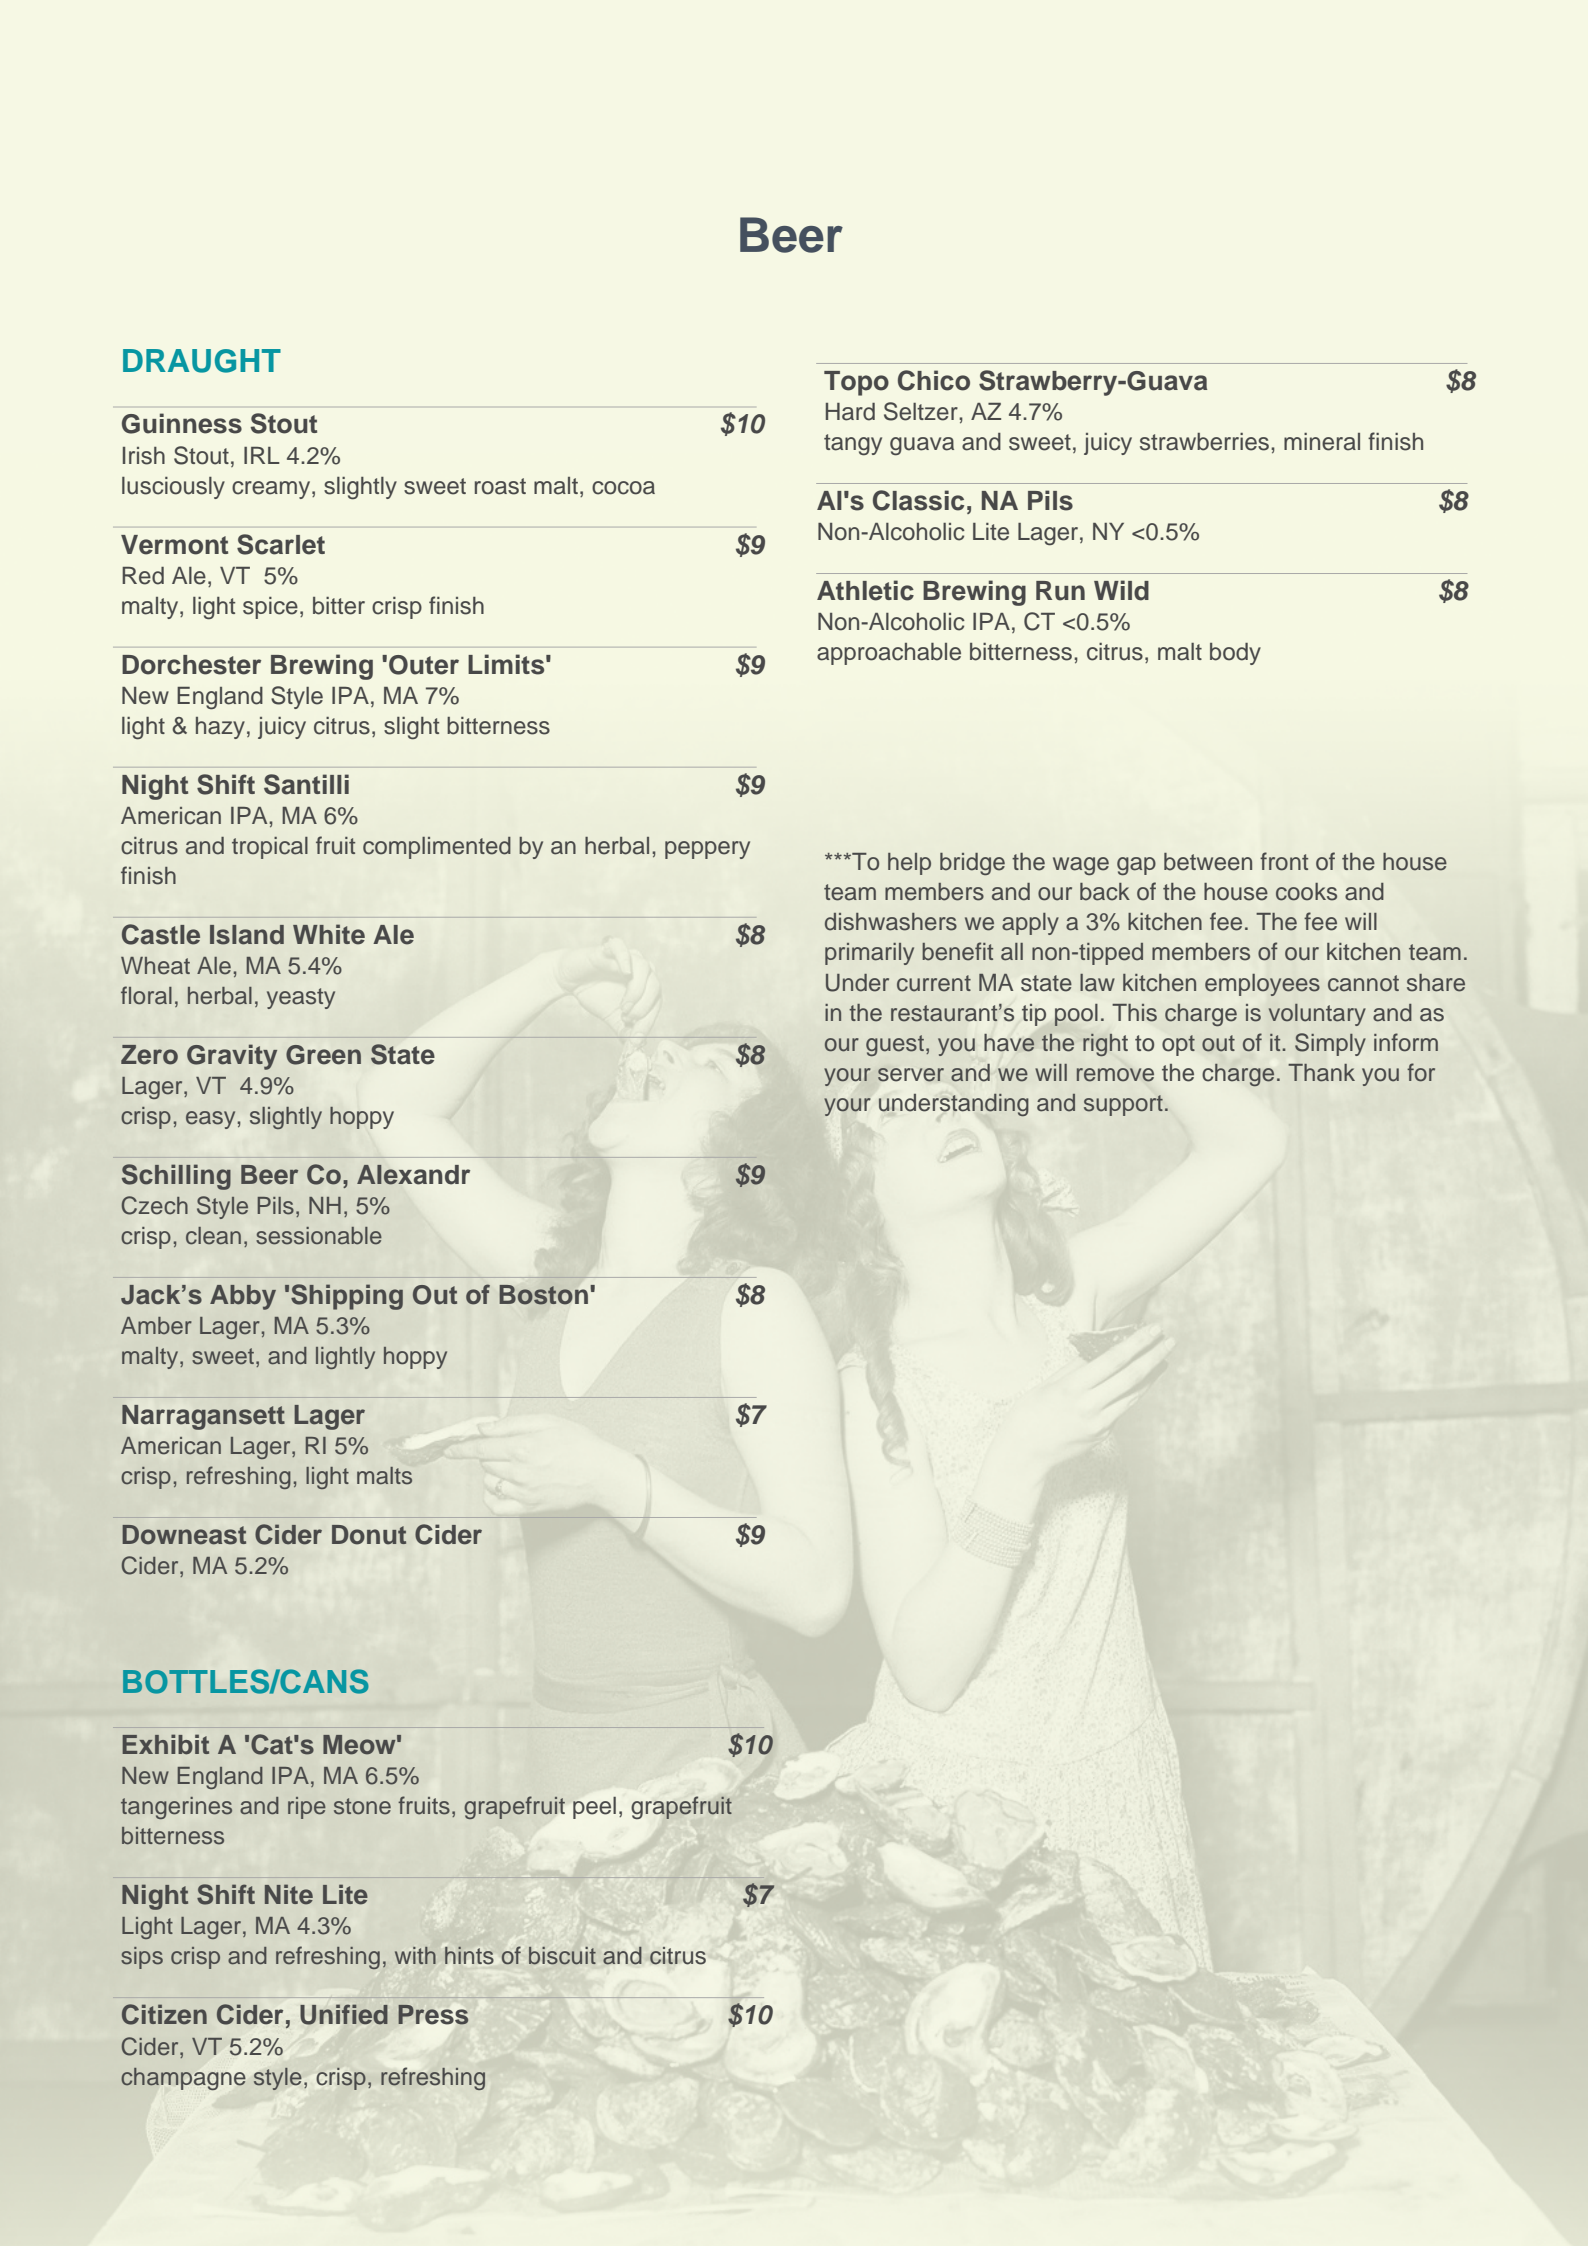 Beer
DRAUGHT
Guinness Stout $10
Irish Stout, IRL 4.2%
lusciously creamy, slightly sweet roast malt, cocoa
Vermont Scarlet $9
Red Ale, VT  5%
malty, light spice, bitter crisp finish
Dorchester Brewing 'Outer Limits' $9
New England Style IPA, MA 7%
light & hazy, juicy citrus, slight bitterness
Night Shift Santilli $9
American IPA, MA 6%
citrus and tropical fruit complimented by an herbal, peppery
finish
Castle Island White Ale $8
Wheat Ale, MA 5.4%
floral, herbal, yeasty
Zero Gravity Green State $8
Lager, VT  4.9%
crisp, easy, slightly hoppy
Schilling Beer Co, Alexandr $9
Czech Style Pils, NH, 5%
crisp, clean, sessionable
Jack’s Abby 'Shipping Out of Boston' $8
Amber Lager, MA 5.3%
malty, sweet, and lightly hoppy
Narragansett Lager $7
American Lager, RI 5%
crisp, refreshing, light malts
Downeast Cider Donut Cider $9
Cider, MA 5.2%
BOTTLES/CANS
Exhibit A 'Cat's Meow' $10
New England IPA, MA 6.5%
tangerines and ripe stone fruits, grapefruit peel, grapefruit
bitterness
Night Shift Nite Lite $7
Light Lager, MA 4.3%
sips crisp and refreshing, with hints of biscuit and citrus
Citizen Cider, Unified Press $10
Cider, VT 5.2%
champagne style, crisp, refreshing
Topo Chico Strawberry-Guava $8
Hard Seltzer, AZ 4.7%
tangy guava and sweet, juicy strawberries, mineral finish
Al's Classic, NA Pils $8
Non-Alcoholic Lite Lager, NY <0.5%
Athletic Brewing Run Wild $8
Non-Alcoholic IPA, CT <0.5%
approachable bitterness, citrus, malt body
***To help bridge the wage gap between front of the house
team members and our back of the house cooks and
dishwashers we apply a 3% kitchen fee. The fee will
primarily benefit all non-tipped members of our kitchen team.
Under current MA state law kitchen employees cannot share
in the restaurant’s tip pool. This charge is voluntary and as
our guest, you have the right to opt out of it. Simply inform
your server and we will remove the charge. Thank you for
your understanding and support.